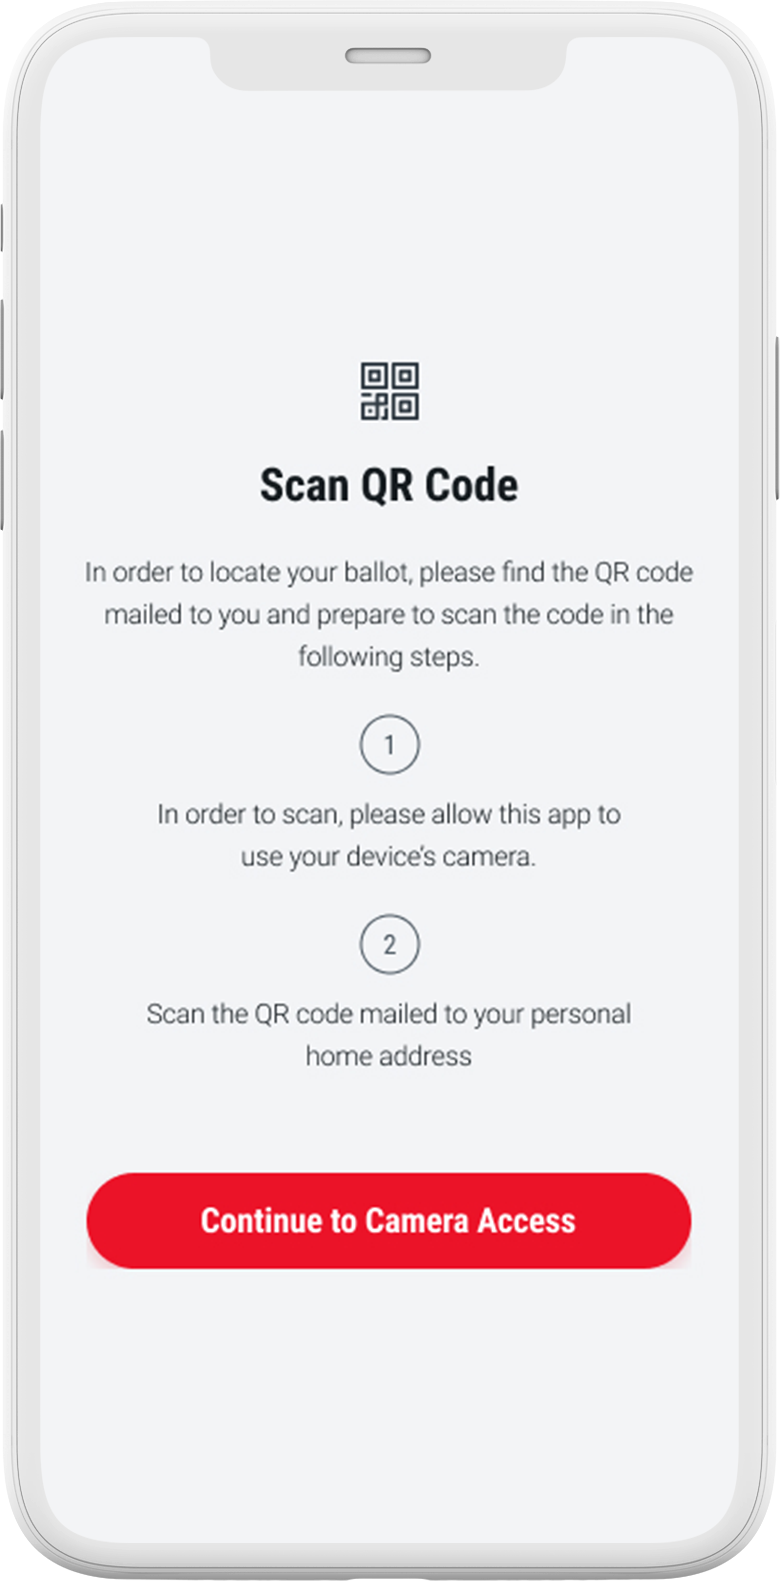 Scan QR Code
In order to locate your ballot, please find the QR code
mailed to you and prepare to scan the code in the
following steps.
1
In order to scan, please allow this app to
use your device's camera.
2
Scan the QR code mailed to your personal
home address
Continue to Camera Access